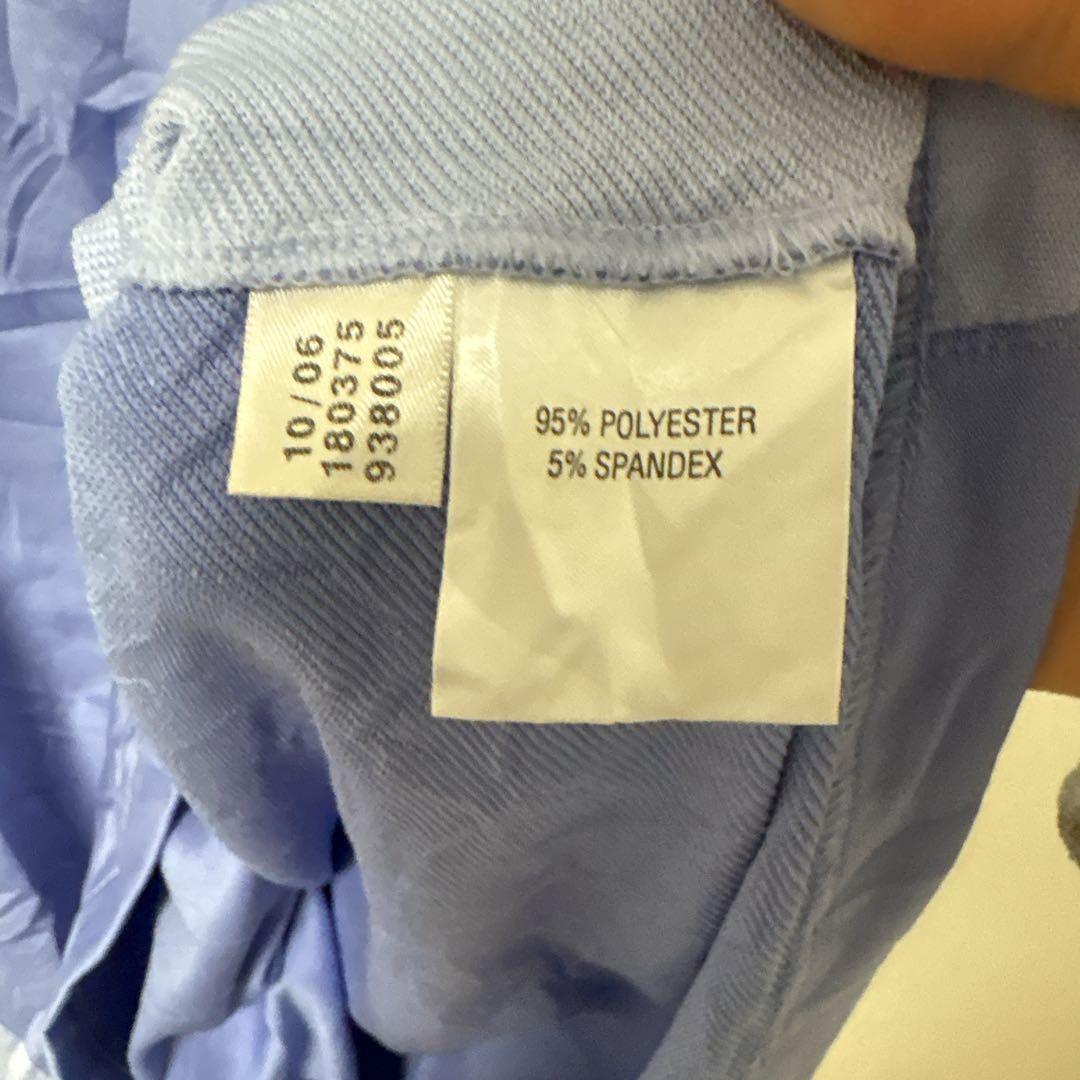 10/06
180375
938005
95% POLYESTER
5% SPANDEX